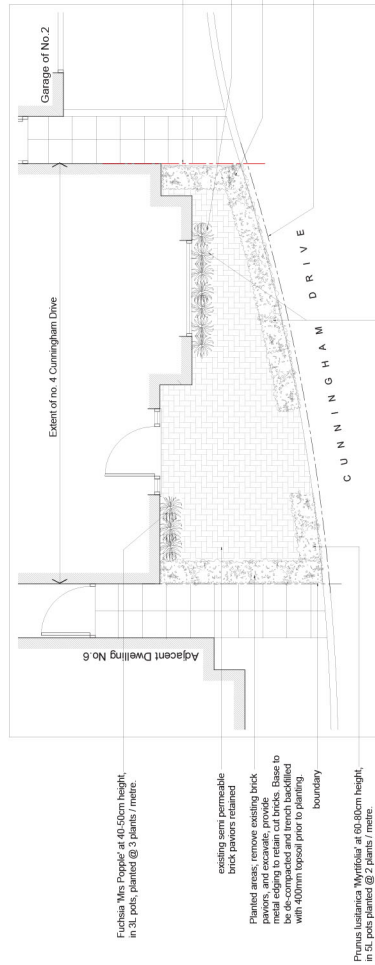 Garage of No.2
Extent of no. 4 Cunningham Drive
Adjacent Dwelling No.6
CUNNINGHAM DRIVE
Fuchsia 'Mrs Popple' at 40-50cm height,
in 3L pots, planted @ 3 plants / metre.
existing semi permeable
brick paviors retained
Planted areas; remove existing brick
paviors, and excavate, provide
metal edging to retain cut bricks. Base to
be de-compacted and trench backfilled
with 400mm topsoil prior to planting.
boundary
Prunus lusitanica 'Myrtifolia' at 60-80cm height,
in 5L pots planted @ 2 plants / metre.